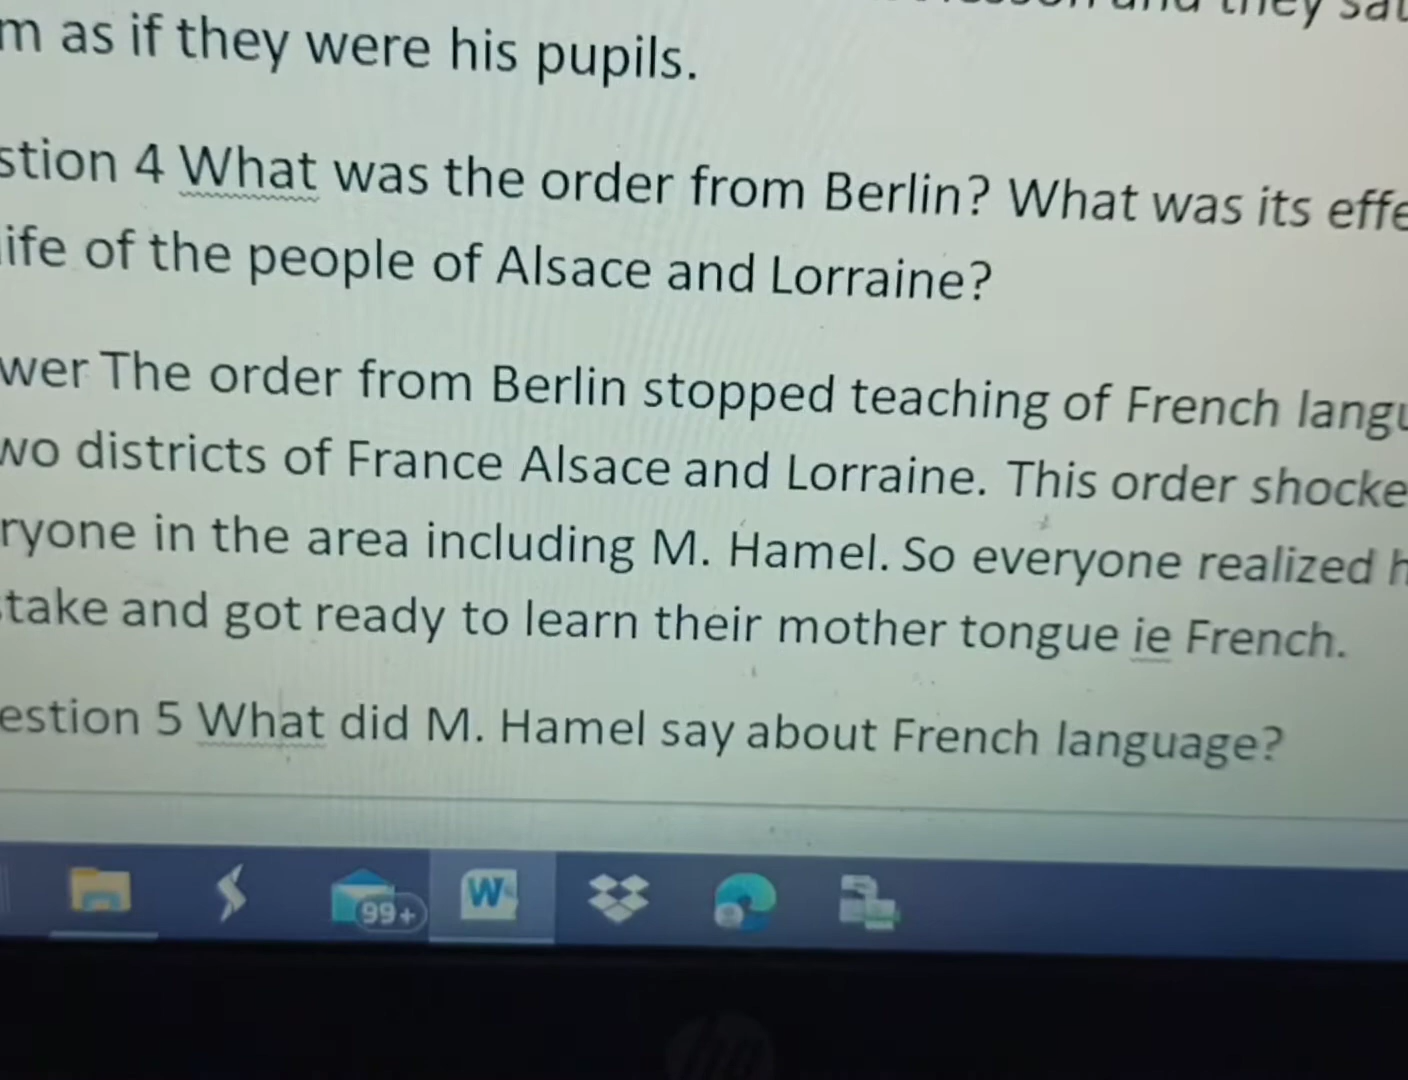 m as if they were his pupils.
stion 4 What was the order from Berlin? What was its effe
ife of the people of Alsace and Lorraine?
wer The order from Berlin stopped teaching of French langu
wo districts of France Alsace and Lorraine. This order shocke
ryone in the area including M. Hamel. So everyone realized h
take and got ready to learn their mother tongue ie French.
estion 5 What did M. Hamel say about French language?
99+
W
hp